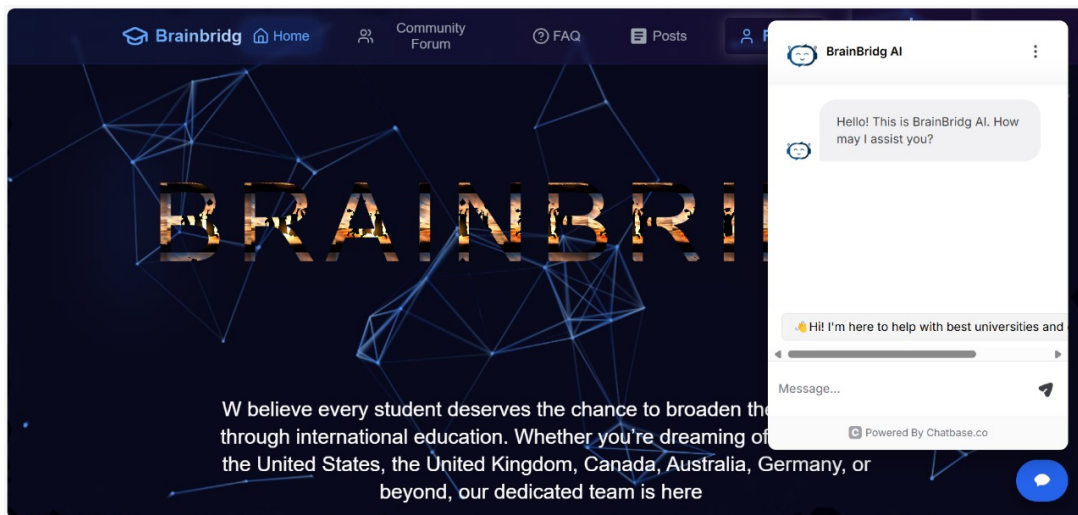 Brainbridg
Home
Community
Forum
FAQ
Posts
BrainBridg AI
Hello! This is BrainBridg AI. How
may I assist you?
BRAINBRI
👋Hi! I'm here to help with best universities and
Message...
Powered By Chatbase.co
W believe every student deserves the chance to broaden
through international education. Whether you’re dreaming of
the United States, the United Kingdom, Canada, Australia, Germany, or
beyond, our dedicated team is here